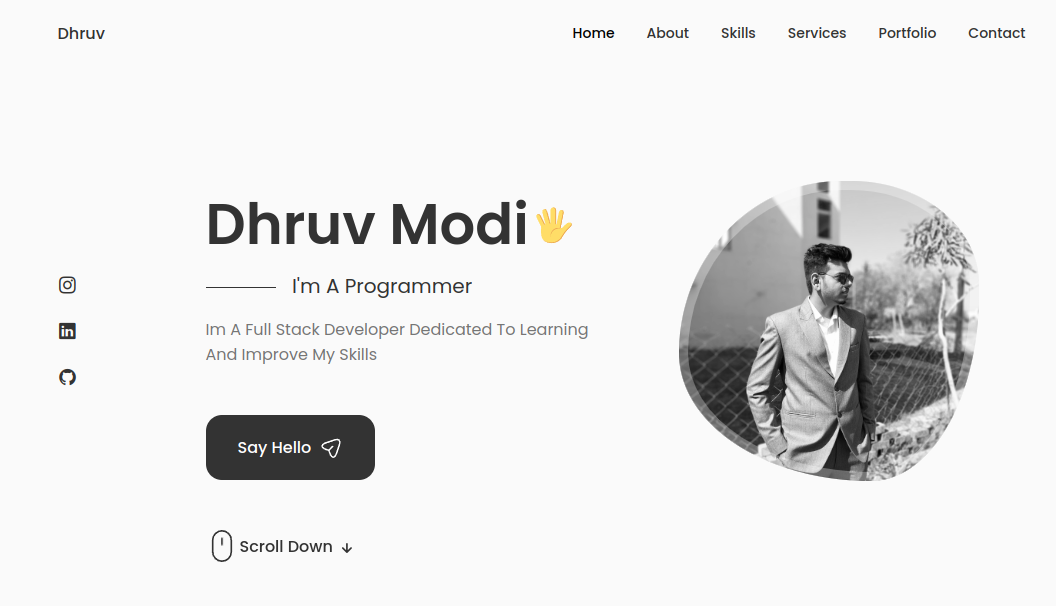 Dhruv
Home About Skills Services Portfolio Contact
Dhruv Modi🖐
I'm A Programmer
Im A Full Stack Developer Dedicated To Learning
And Improve My Skills
Say Hello
Scroll Down